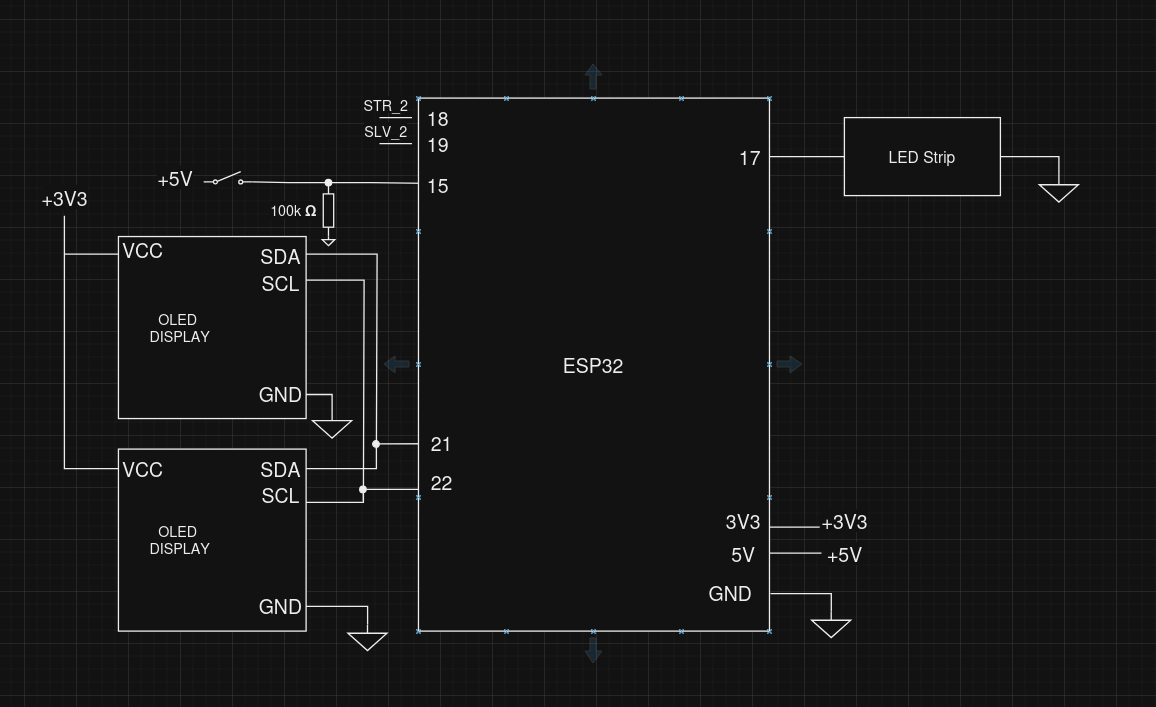 STR_2
18
SLV_2
19
17
LED Strip
+5V
15
+3V3
100k Ω
VCC
SDA
SCL
OLED
DISPLAY
GND
ESP32
21
VCC
SDA
22
SCL
OLED
DISPLAY
GND
3V3
+3V3
5V
+5V
GND